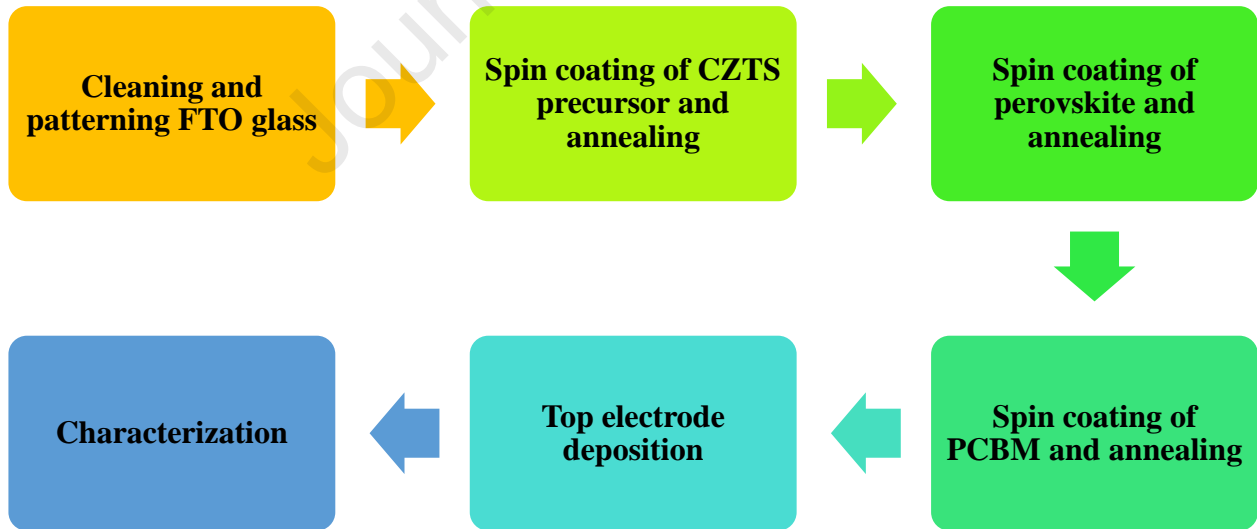 Cleaning and
patterning FTO glass
Spin coating of CZTS
precursor and
annealing
Spin coating of
perovskite and
annealing
Spin coating of
PCBM and annealing
Top electrode
deposition
Characterization